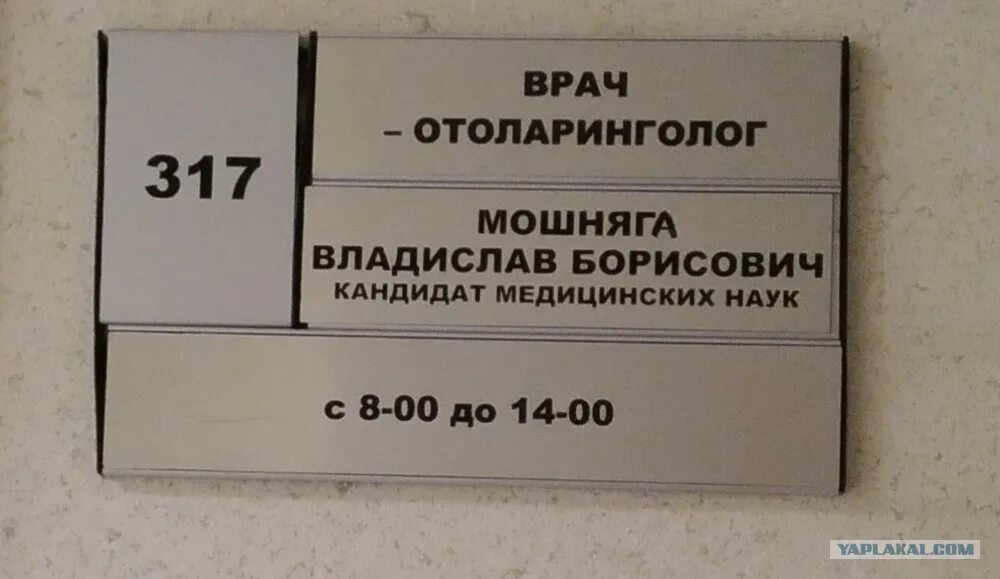 317
ВРАЧ
– ОТОЛАРИНГОЛОГ
МОШНЯГА
ВЛАДИСЛАВ БОРИСОВИЧ
КАНДИДАТ МЕДИЦИНСКИХ НАУК
с 8-00 до 14-00
YAPLAKAL.COM